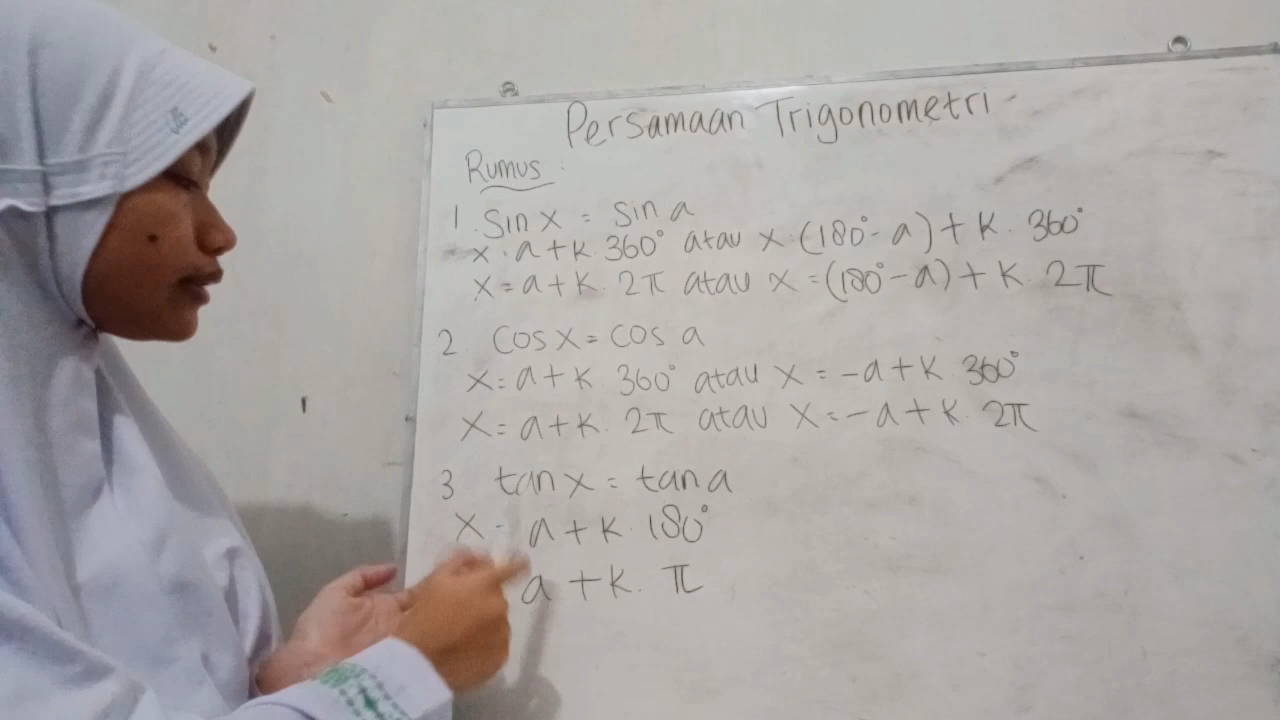 Persamaan Trigonometri
Rumus :
1. Sin x = Sin a
x = a + k. 360° atau x = (180° - a) + k. 360°
x = a + k. 2π atau x = (180° - a) + k. 2π
2. Cos x = cos a
x = a + k. 360° atau x = -a + k. 360°
x = a + k. 2π atau x = -a + k. 2π
3 tan x = tan a
x = a + k. 180°
a + k. π